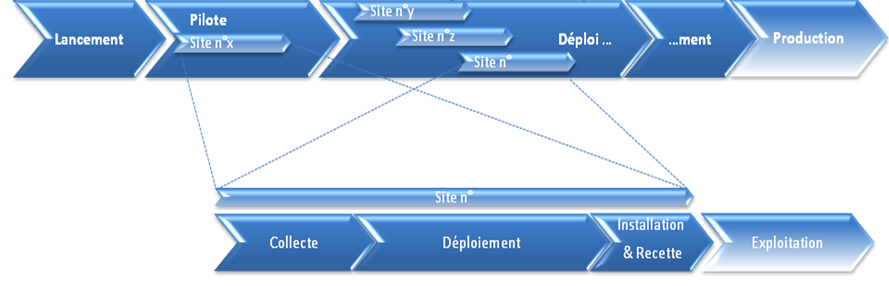 Site n°y
Pilote
Lancement
Site n°x
Site n°z
Déploi ...
...ment
Production
Site n°
Site n°
Collecte
Déploiement
Installation
& Recette
Exploitation